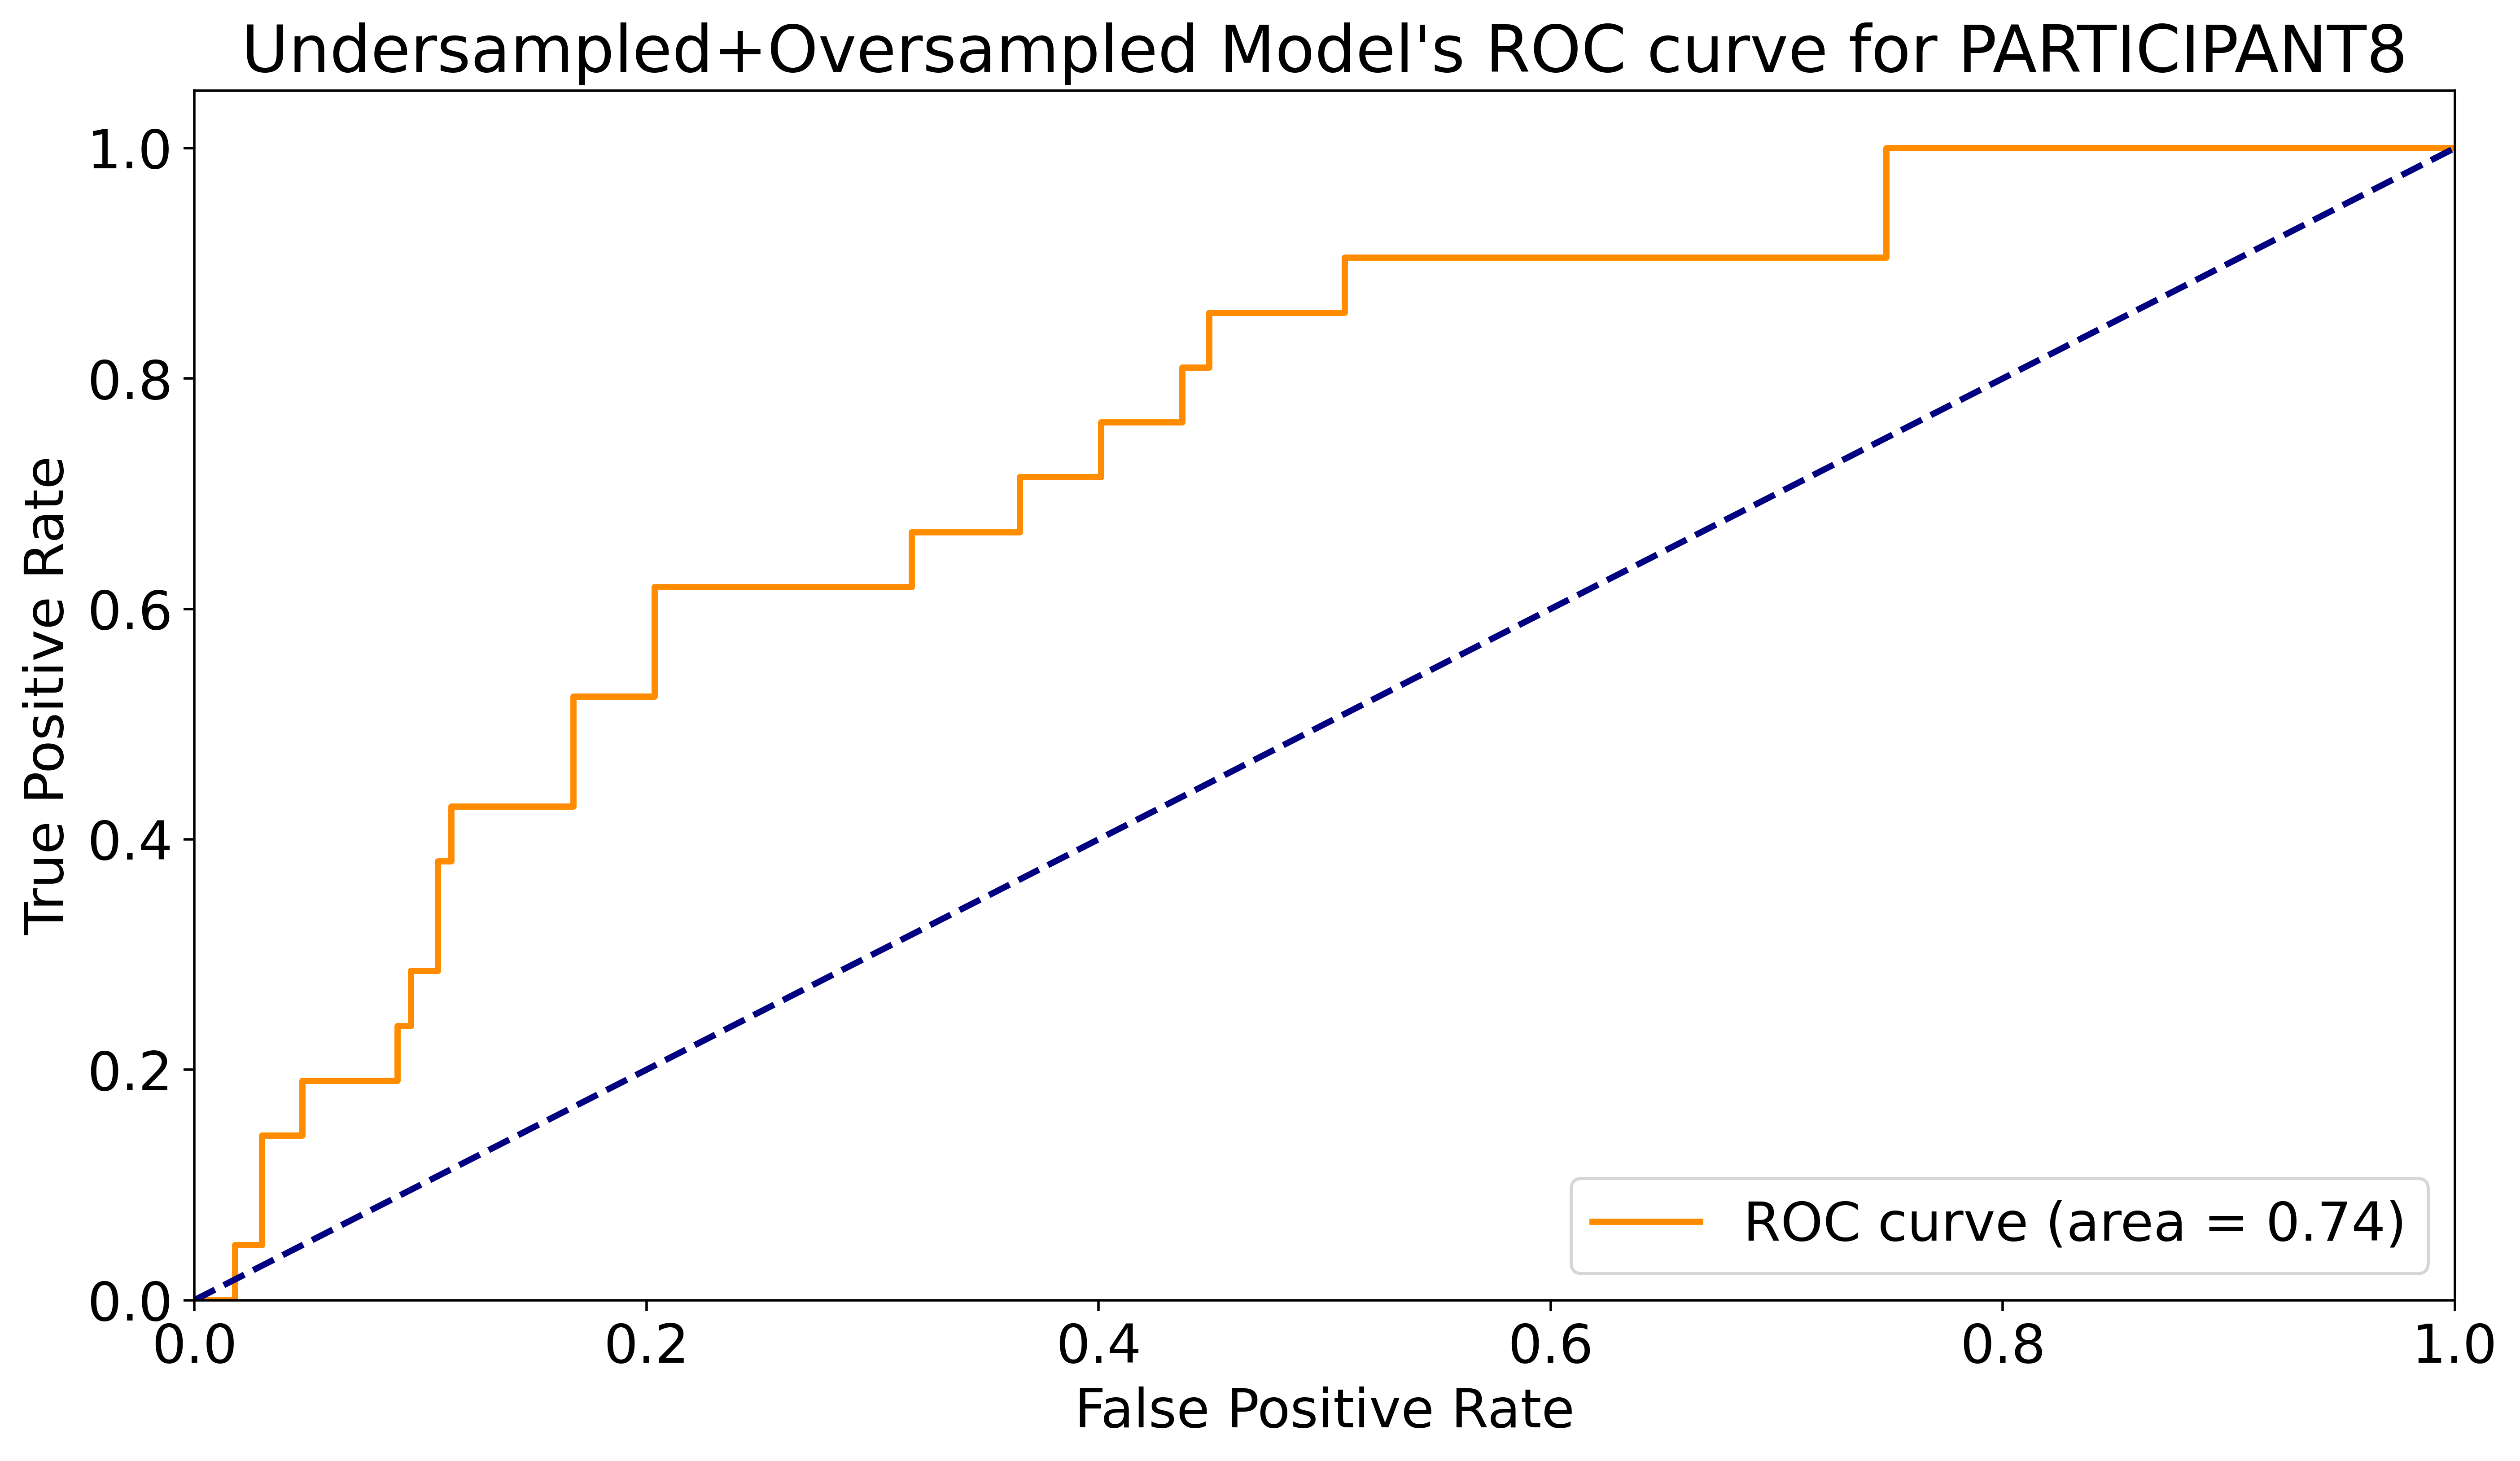 Undersampled+Oversampled Model's ROC curve for PARTICIPANT8
1.0
0.8
0.6
0.4
0.2
0.0
True Positive Rate
ROC curve (area = 0.74)
0.0 0.2 0.4 0.6 0.8 1.0
False Positive Rate